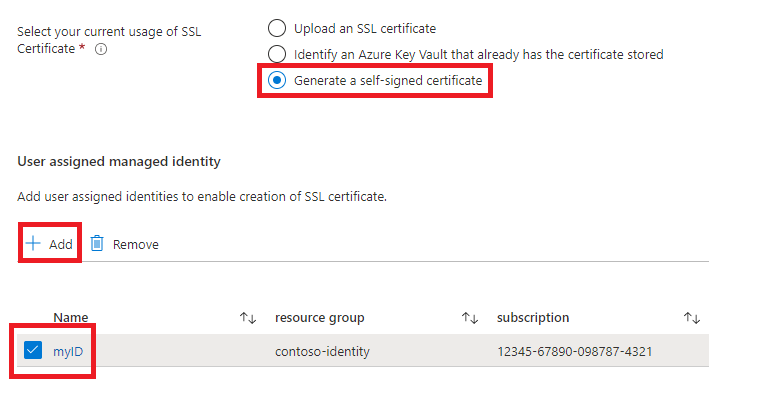 Select your current usage of SSL
Certificate *
Upload an SSL certificate
Identify an Azure Key Vault that already has the certificate stored
Generate a self-signed certificate
User assigned managed identity
Add user assigned identities to enable creation of SSL certificate.
Add Remove
Name resource group subscription
myID contoso-identity 12345-67890-098787-4321